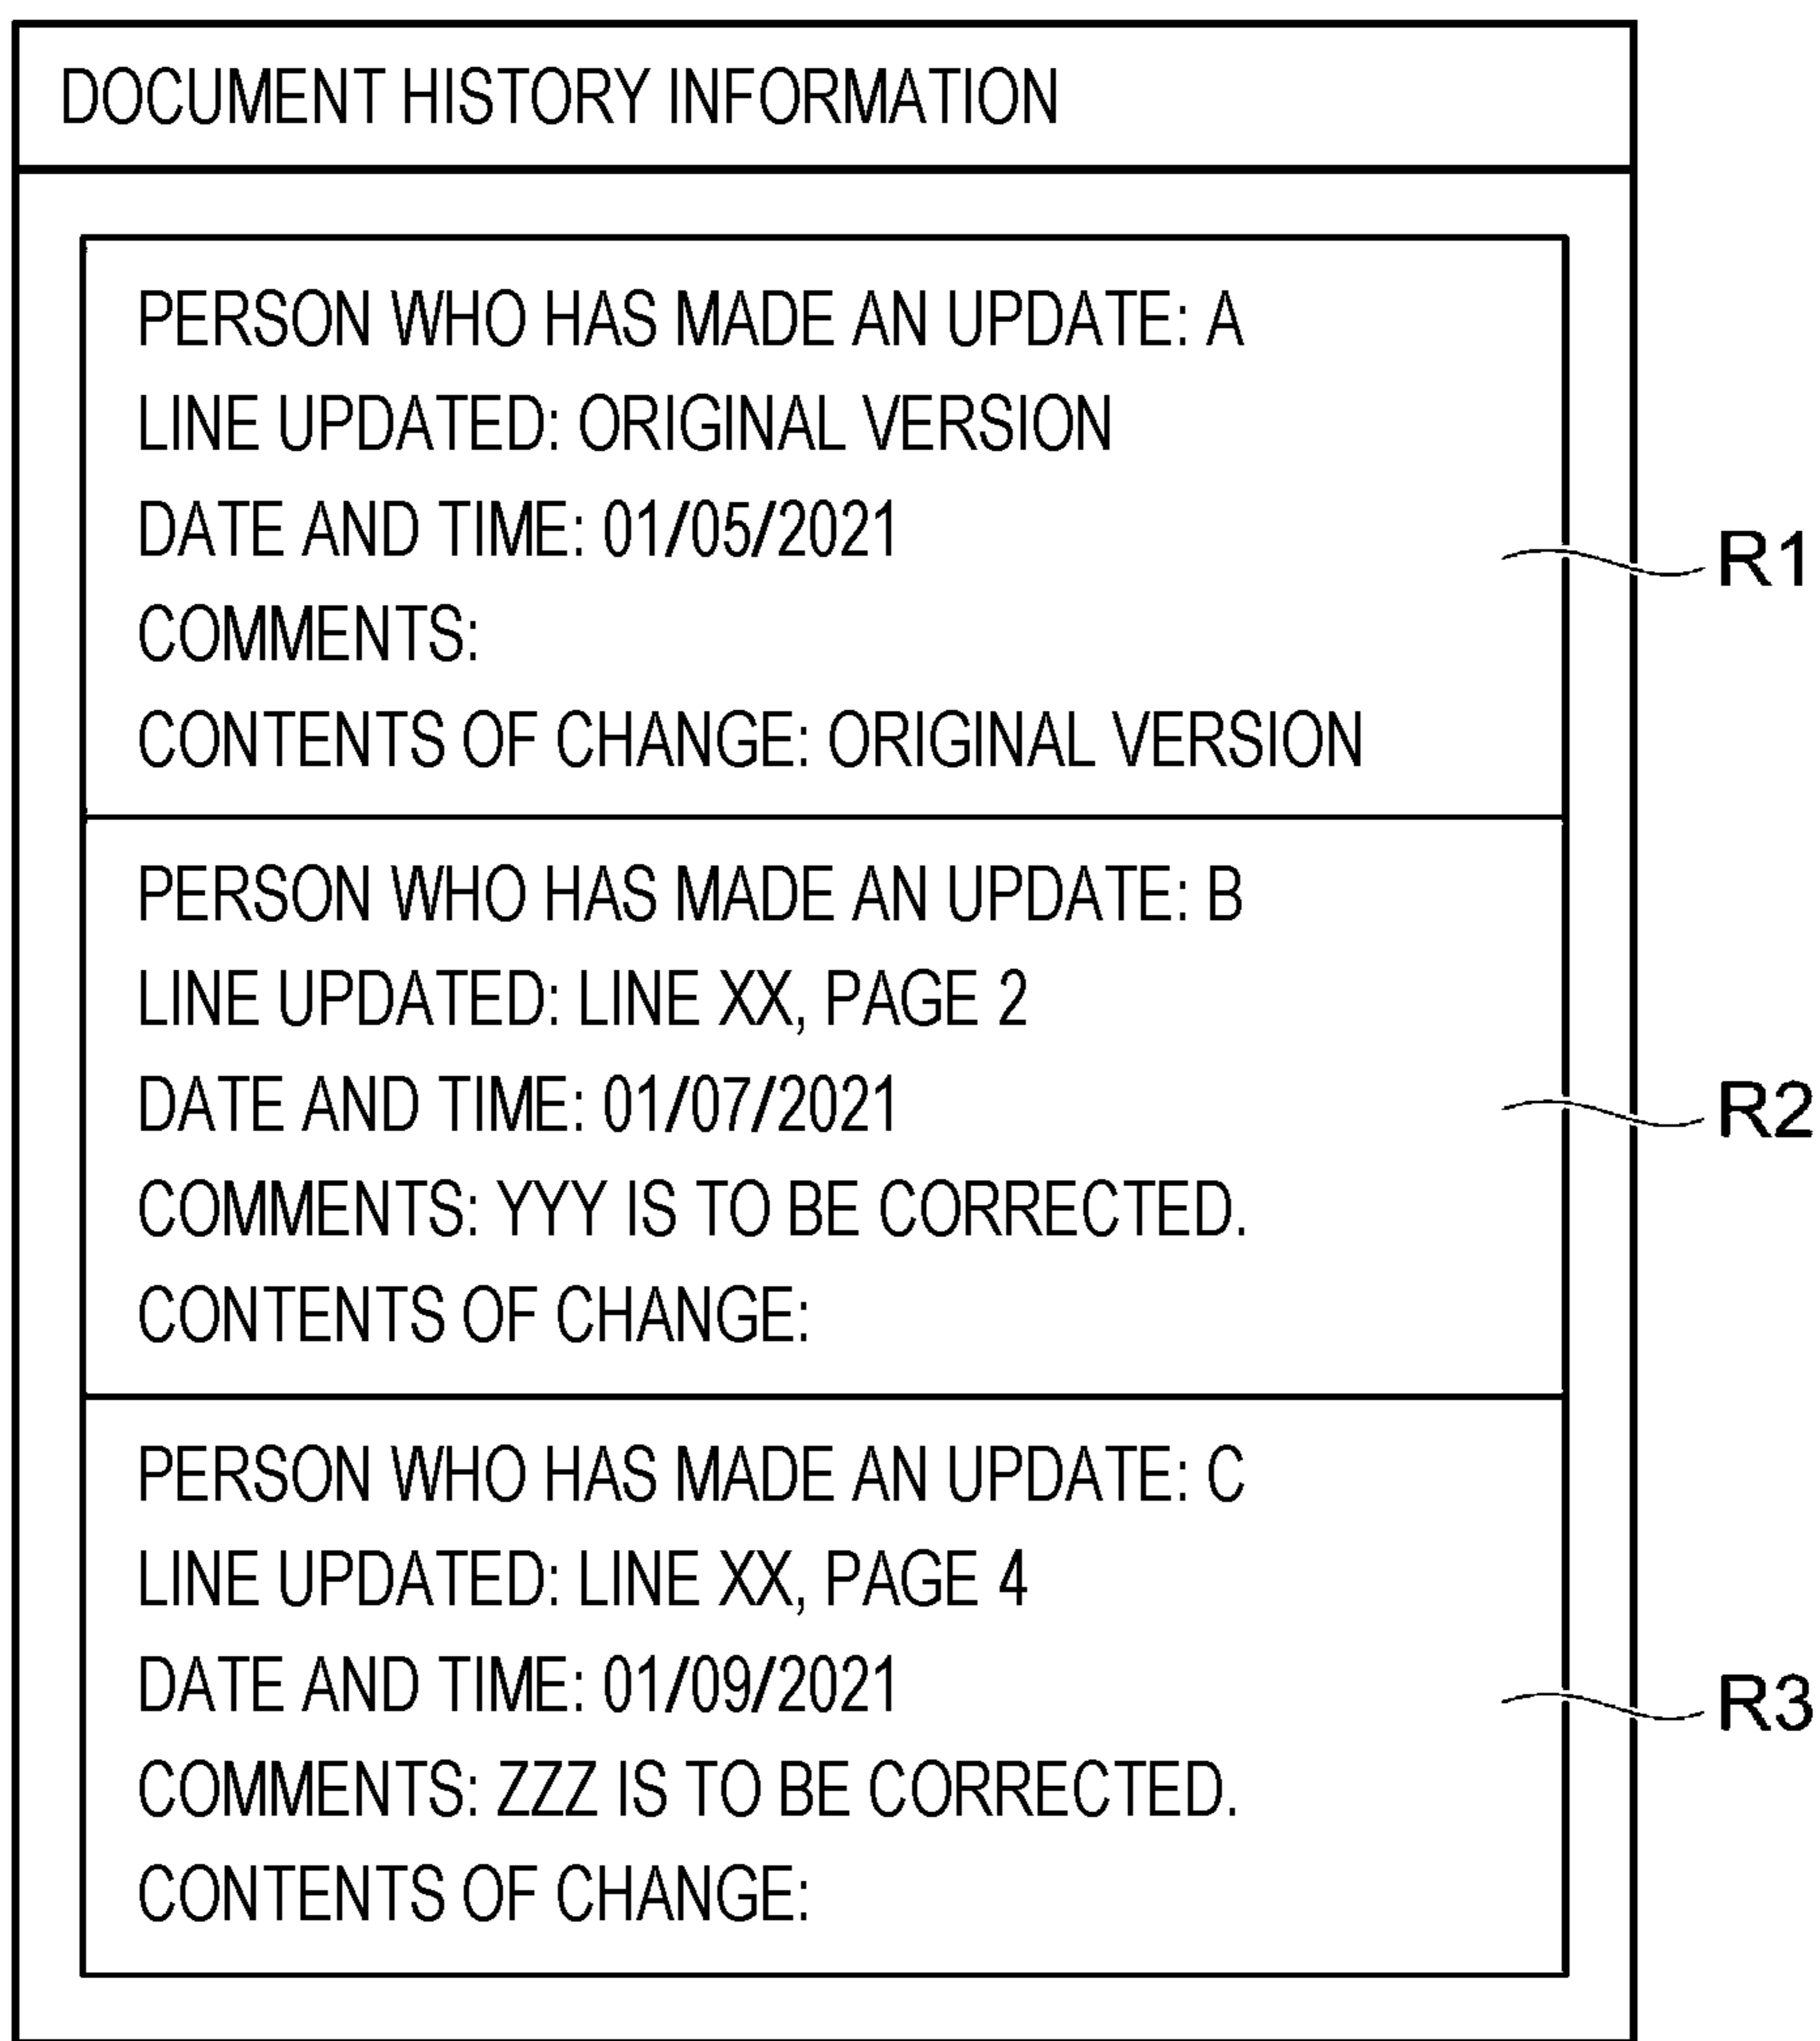 DOCUMENT HISTORY INFORMATION
PERSON WHO HAS MADE AN UPDATE: A
LINE UPDATED: ORIGINAL VERSION
DATE AND TIME: 01/05/2021
COMMENTS:
CONTENTS OF CHANGE: ORIGINAL VERSION
R1
PERSON WHO HAS MADE AN UPDATE: B
LINE UPDATED: LINE XX, PAGE 2
DATE AND TIME: 01/07/2021
COMMENTS: YYY IS TO BE CORRECTED.
CONTENTS OF CHANGE:
R2
PERSON WHO HAS MADE AN UPDATE: C
LINE UPDATED: LINE XX, PAGE 4
DATE AND TIME: 01/09/2021
COMMENTS: ZZZ IS TO BE CORRECTED.
CONTENTS OF CHANGE:
R3